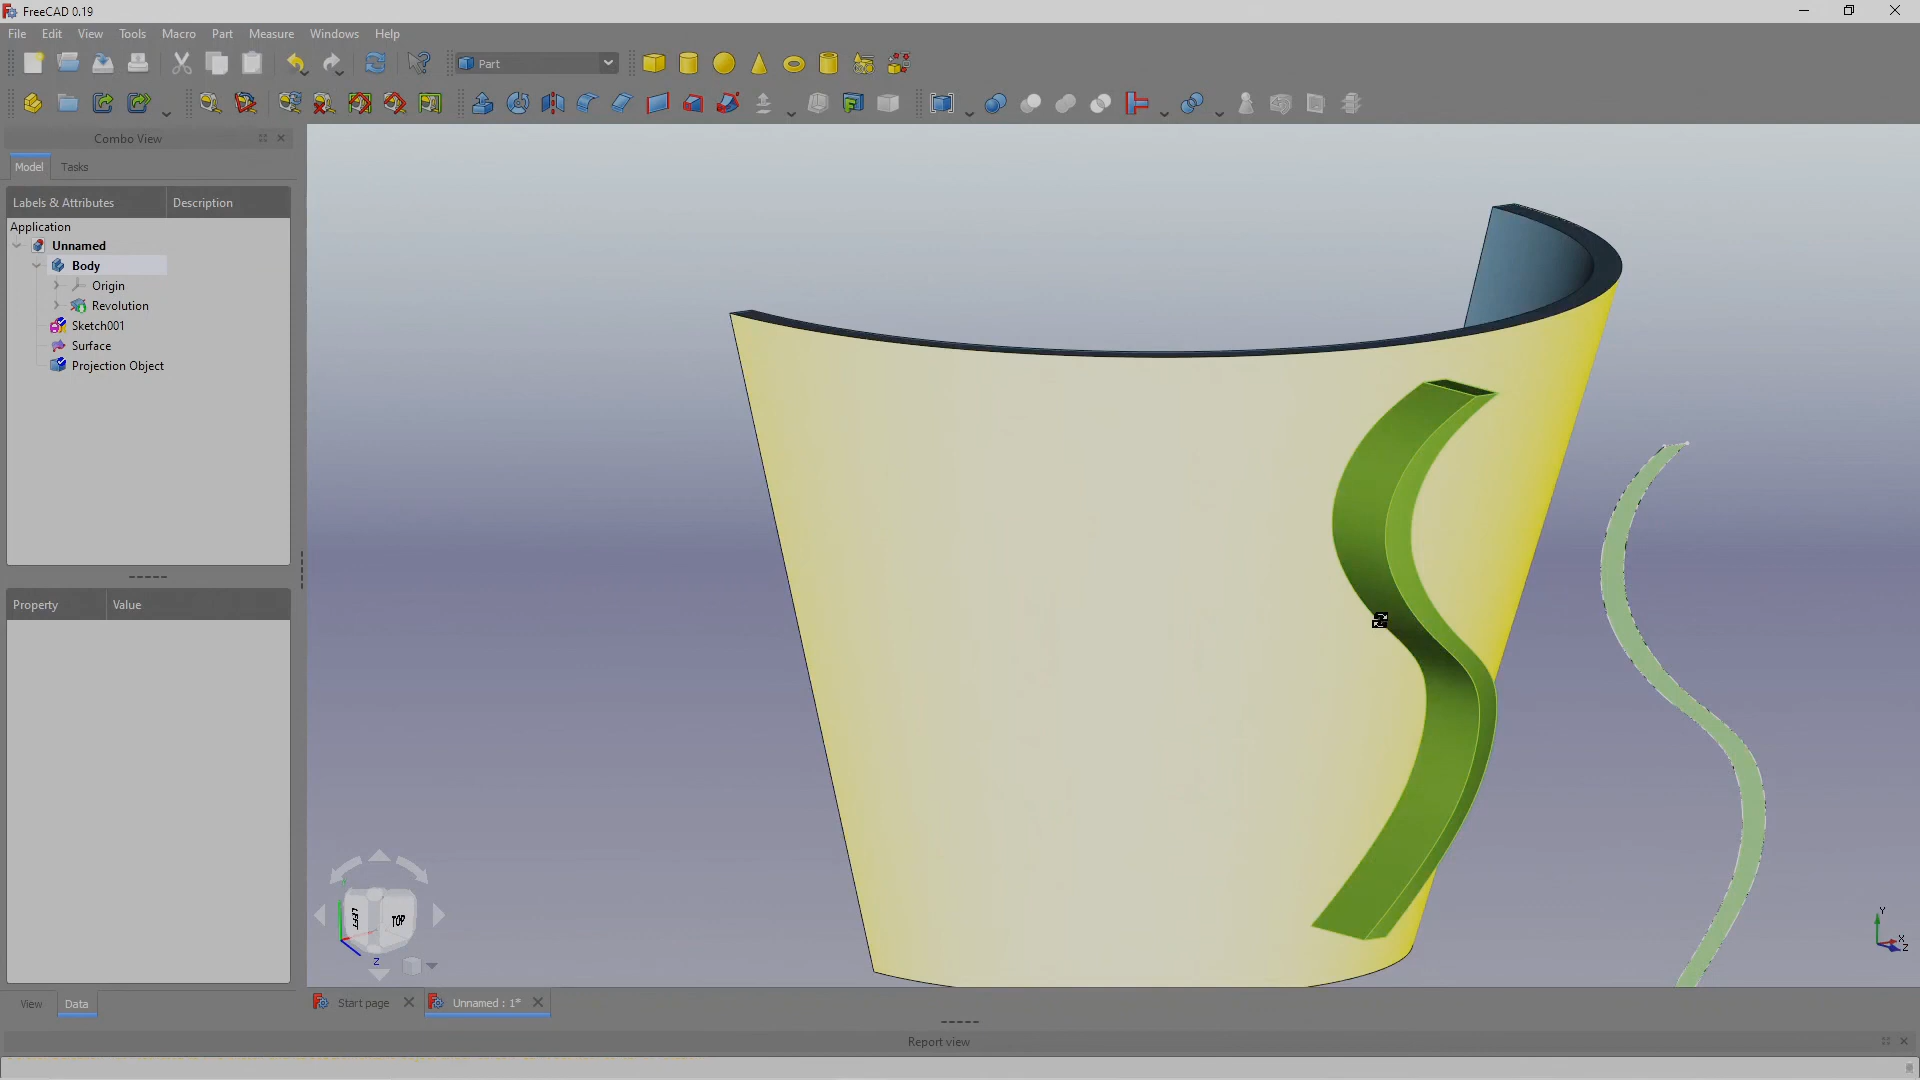 FreeCAD 0.19
File Edit View Tools Macro Part Measure Windows Help
Part
Combo View
Model Tasks
Labels & Attributes Description
Application
Unnamed
Body
Origin
Revolution
Sketch001
Surface
Projection Object
Property Value
LEFT TOP
Z
Y
X
Z
View Data
Start page Unnamed : 1*
Report view